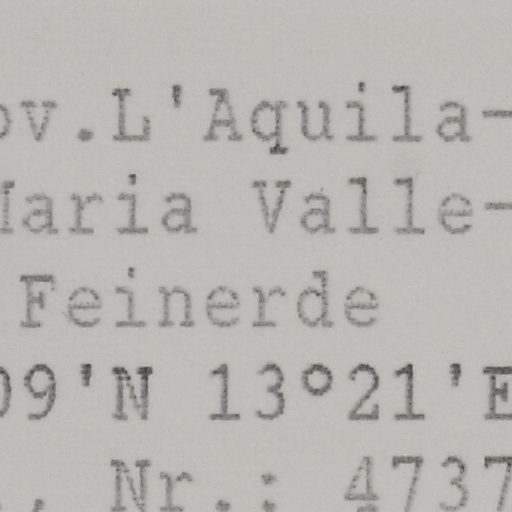 ov.L'Aquila-
Maria Valle-
Feinerde
09'N 13°21'E
., Nr.: 4737